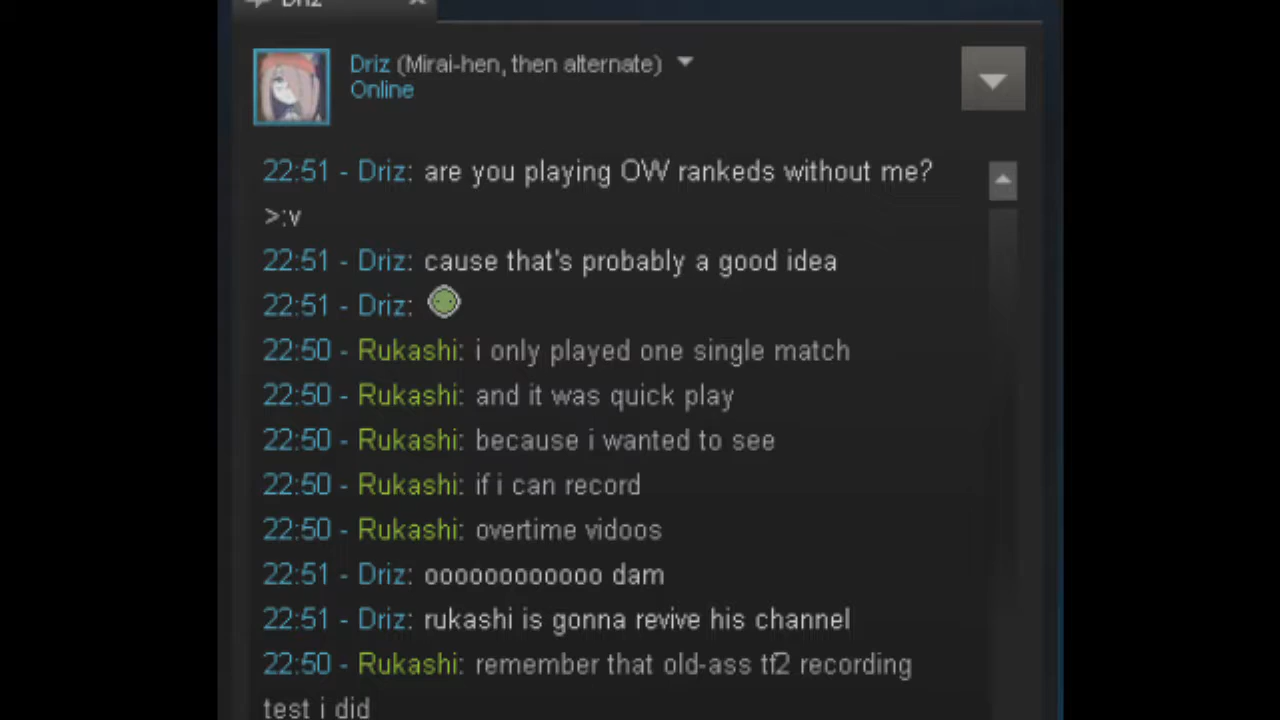 Driz
Driz (Mirai-hen, then alternate)
Online
22:51 - Driz: are you playing OW rankeds without me?
>:v
22:51 - Driz: cause that's probably a good idea
22:51 - Driz:
22:50 - Rukashi: i only played one single match
22:50 - Rukashi: and it was quick play
22:50 - Rukashi: because i wanted to see
22:50 - Rukashi: if i can record
22:50 - Rukashi: overtime vidoos
22:51 - Driz: oooooooooooo dam
22:51 - Driz: rukashi is gonna revive his channel
22:50 - Rukashi: remember that old-ass tf2 recording
test i did